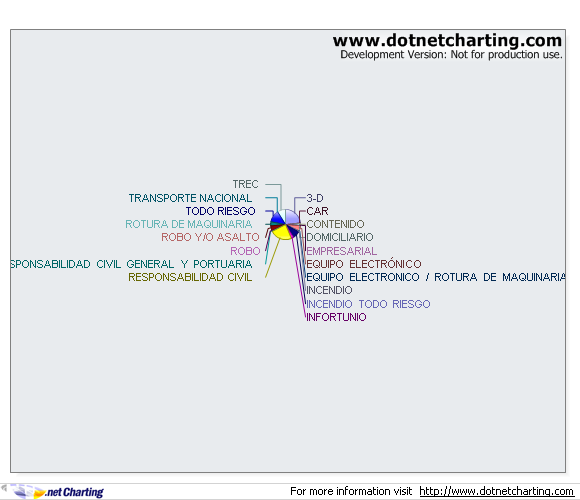 www.dotnetcharting.com
Development Version: Not for production use.
TREC
TRANSPORTE NACIONAL
TODO RIESGO
ROTURA DE MAQUINARIA
ROBO Y/O ASALTO
ROBO
SPONSABILIDAD CIVIL GENERAL Y PORTUARIA
RESPONSABILIDAD CIVIL
3-D
CAR
CONTENIDO
DOMICILIARIO
EMPRESARIAL
EQUIPO ELECTRÓNICO
EQUIPO ELECTRONICO / ROTURA DE MAQUINARIA
INCENDIO
INCENDIO TODO RIESGO
INFORTUNIO
.net Charting
For more information visit http://www.dotnetcharting.com